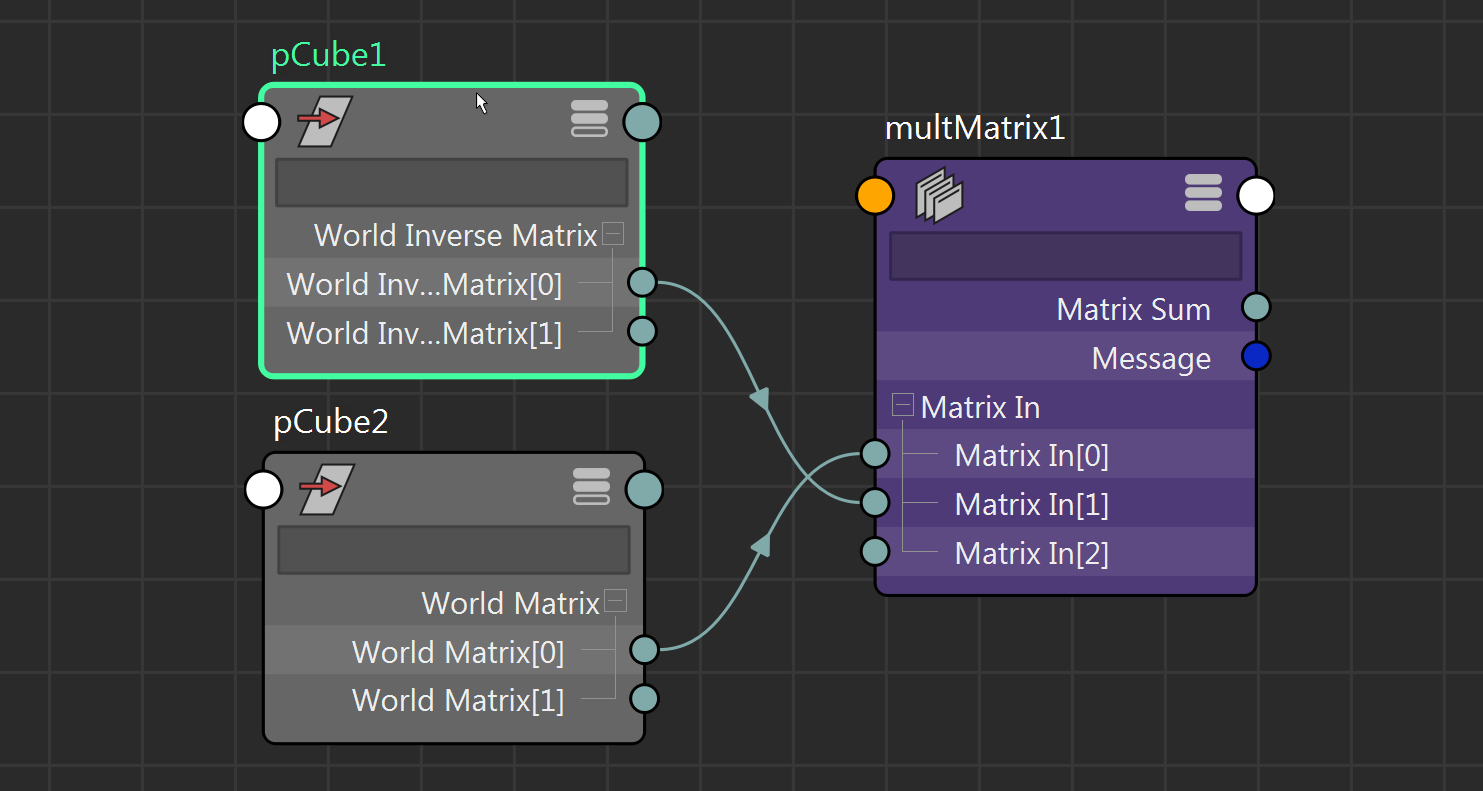 pCube1
World Inverse Matrix
World Inv...Matrix[0]
World Inv...Matrix[1]
pCube2
World Matrix
World Matrix[0]
World Matrix[1]
multMatrix1
Matrix Sum
Message
Matrix In
Matrix In[0]
Matrix In[1]
Matrix In[2]